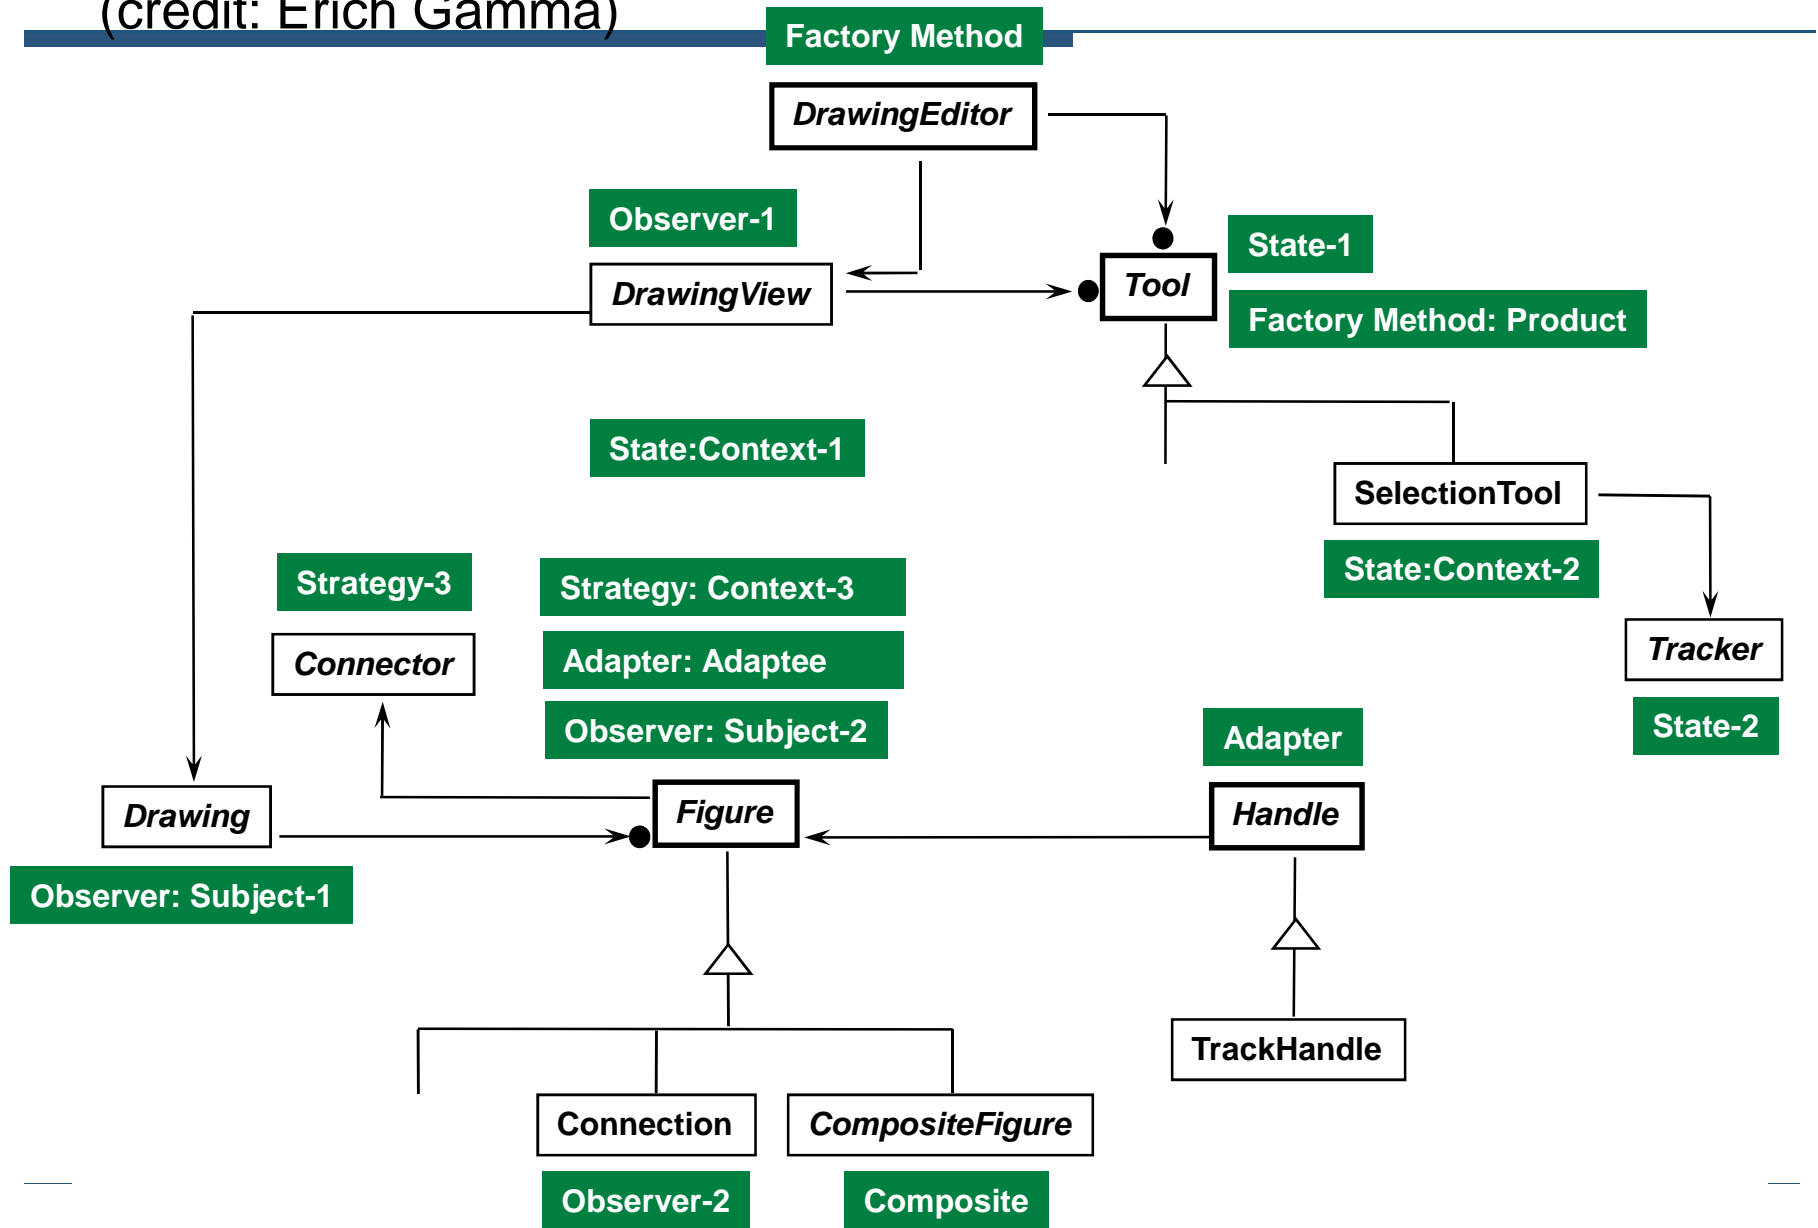 (credit: Erich Gamma)
Factory Method
DrawingEditor
Observer-1
DrawingView
Tool
State-1
Factory Method: Product
State:Context-1
SelectionTool
State:Context-2
Tracker
State-2
Strategy-3
Connector
Strategy: Context-3
Adapter: Adaptee
Observer: Subject-2
Figure
Adapter
Handle
Drawing
Observer: Subject-1
TrackHandle
Connection
Observer-2
CompositeFigure
Composite